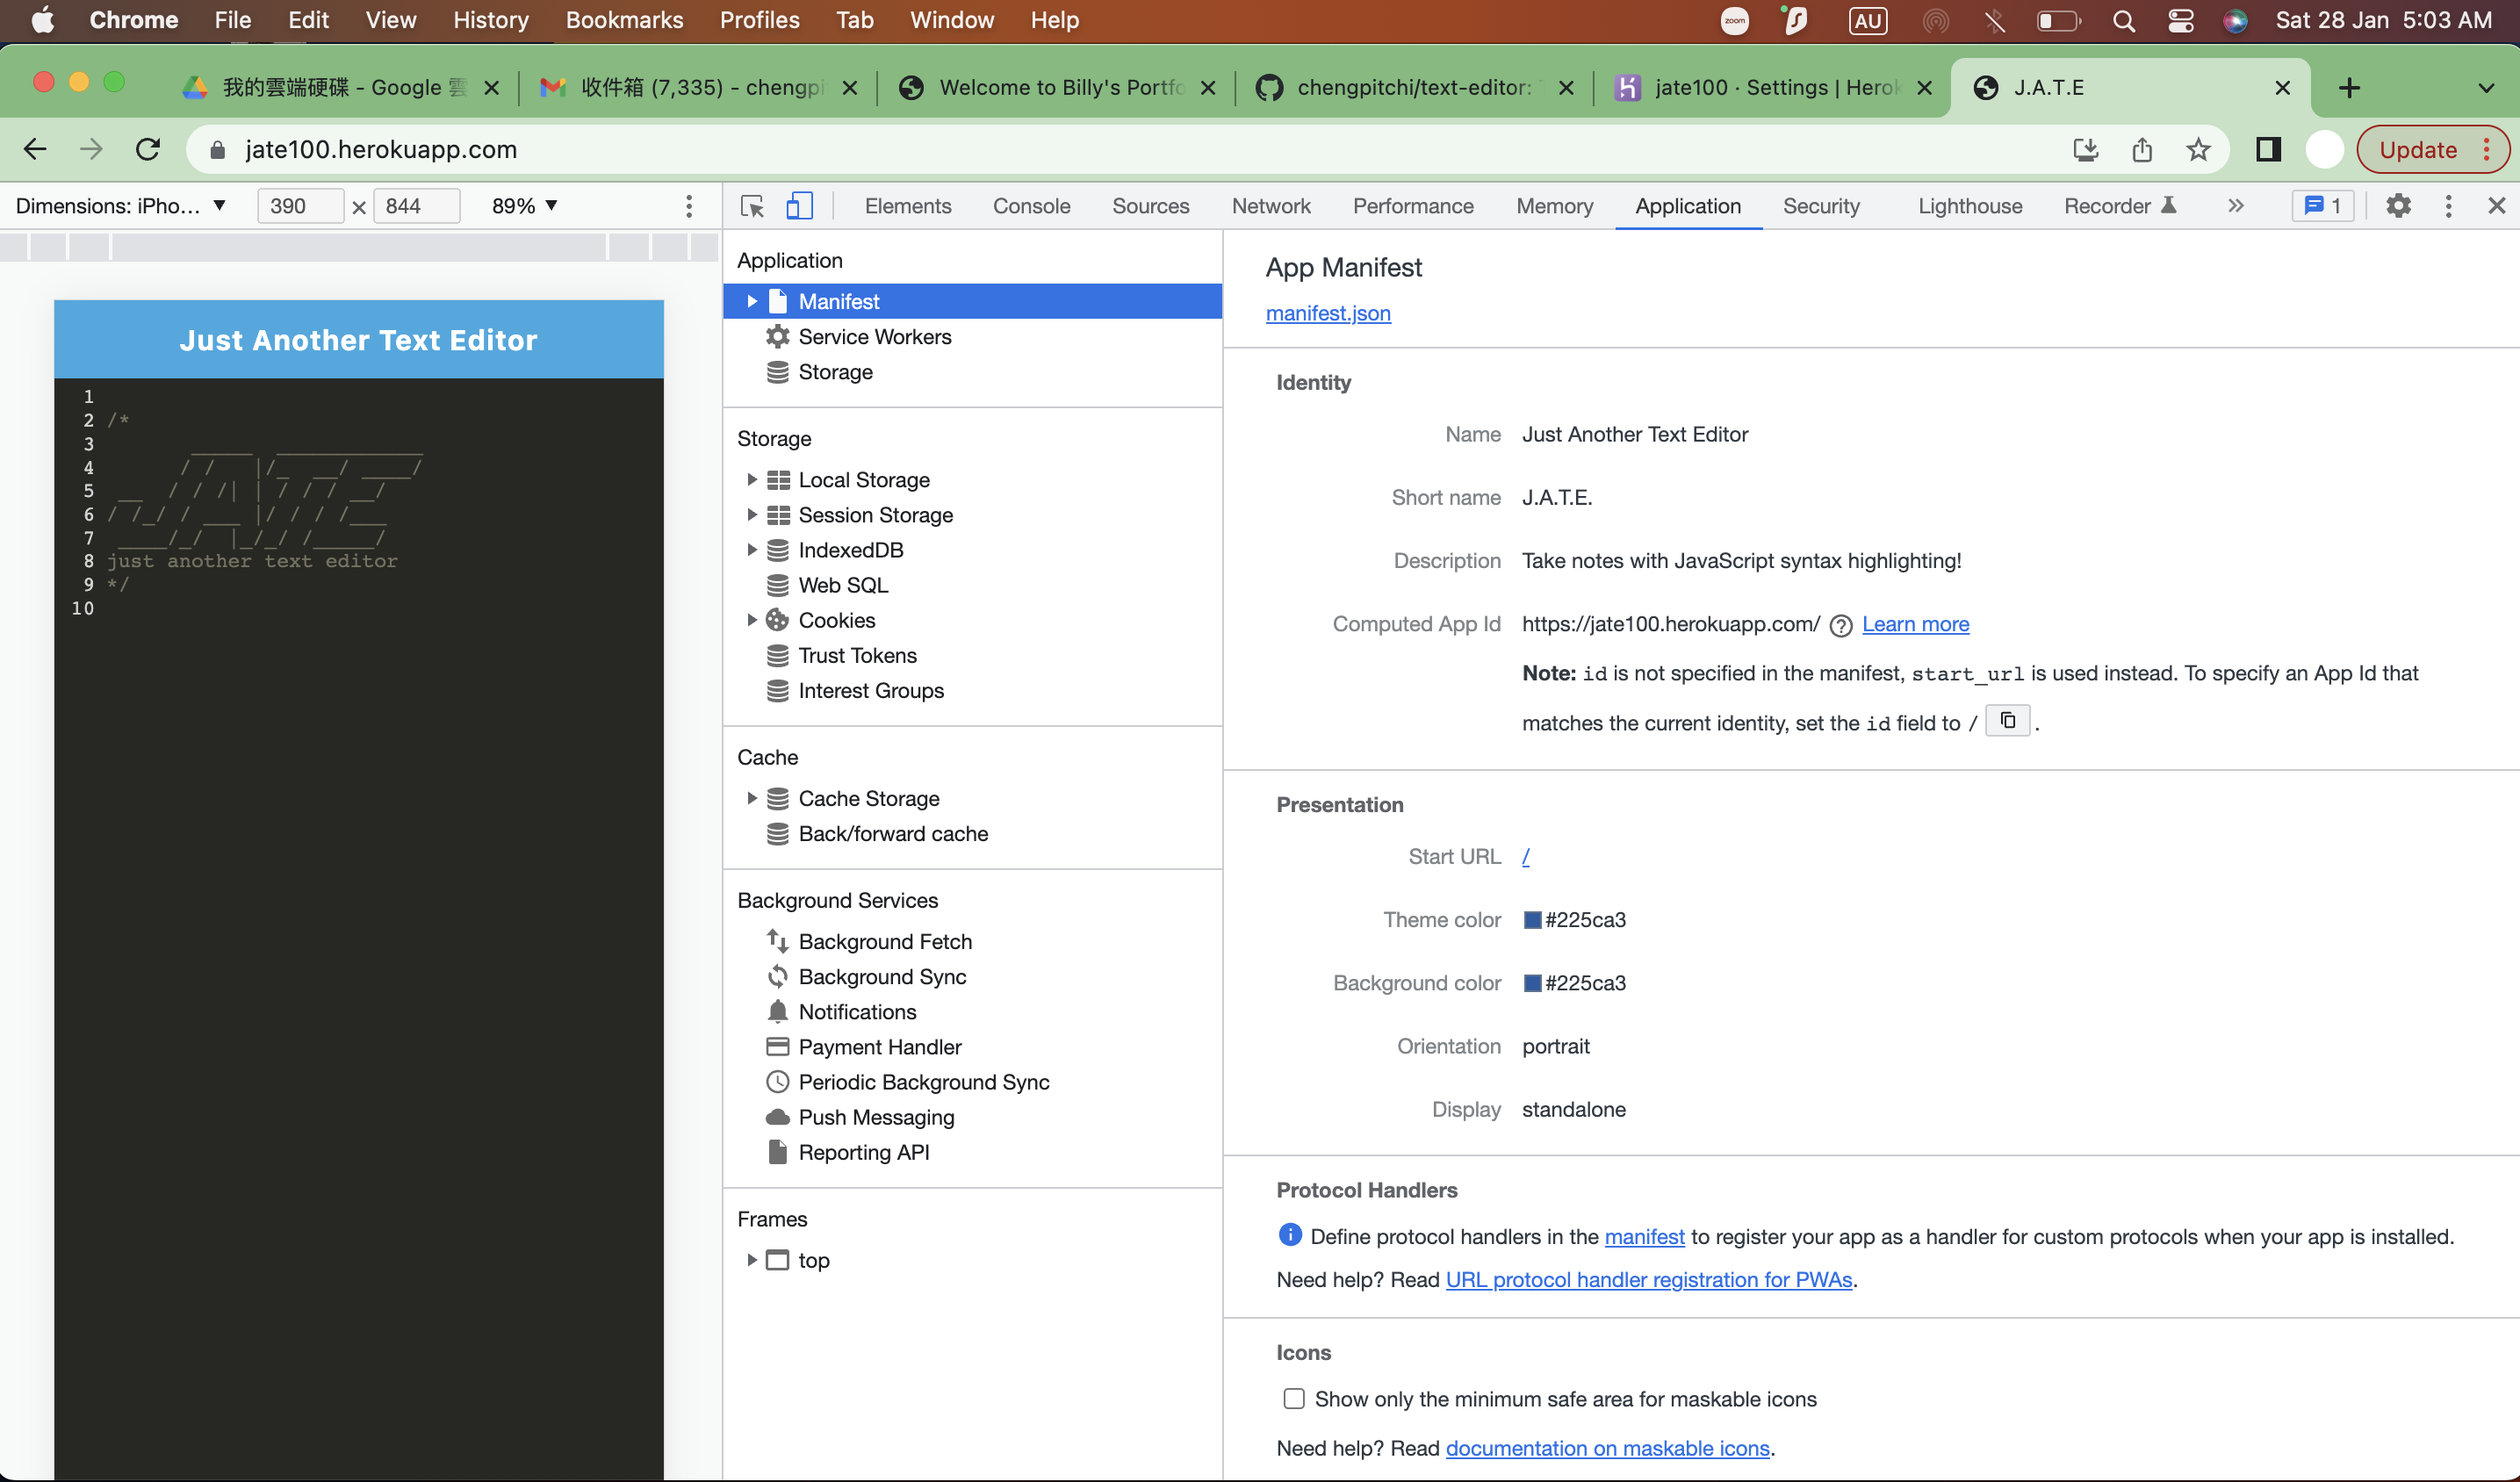 Chrome File Edit View History Bookmarks Profiles Tab Window Help zoom AU Sat 28 Jan 5:03 AM
我的雲端硬碟 - Google 雲 收件箱 (7,335) - chengpi Welcome to Billy's Portfo chengpitchi/text-editor: jate100 · Settings | Herok J.A.T.E
jate100.herokuapp.com Update
Dimensions: iPho... 390 × 844 89%
Elements Console Sources Network Performance Memory Application Security Lighthouse Recorder 1
Just Another Text Editor
1
2 /*
3
4
5
6
7
8 just another text editor
9 */
10
Application
Manifest
Service Workers
Storage
Storage
Local Storage
Session Storage
IndexedDB
Web SQL
Cookies
Trust Tokens
Interest Groups
Cache
Cache Storage
Back/forward cache
Background Services
Background Fetch
Background Sync
Notifications
Payment Handler
Periodic Background Sync
Push Messaging
Reporting API
Frames
top
App Manifest
manifest.json
Identity
Name Just Another Text Editor
Short name J.A.T.E.
Description Take notes with JavaScript syntax highlighting!
Computed App Id https://jate100.herokuapp.com/ ? Learn more
Note: id is not specified in the manifest, start_url is used instead. To specify an App Id that
matches the current identity, set the id field to / .
Presentation
Start URL /
Theme color #225ca3
Background color #225ca3
Orientation portrait
Display standalone
Protocol Handlers
Define protocol handlers in the manifest to register your app as a handler for custom protocols when your app is installed.
Need help? Read URL protocol handler registration for PWAs.
Icons
Show only the minimum safe area for maskable icons
Need help? Read documentation on maskable icons.